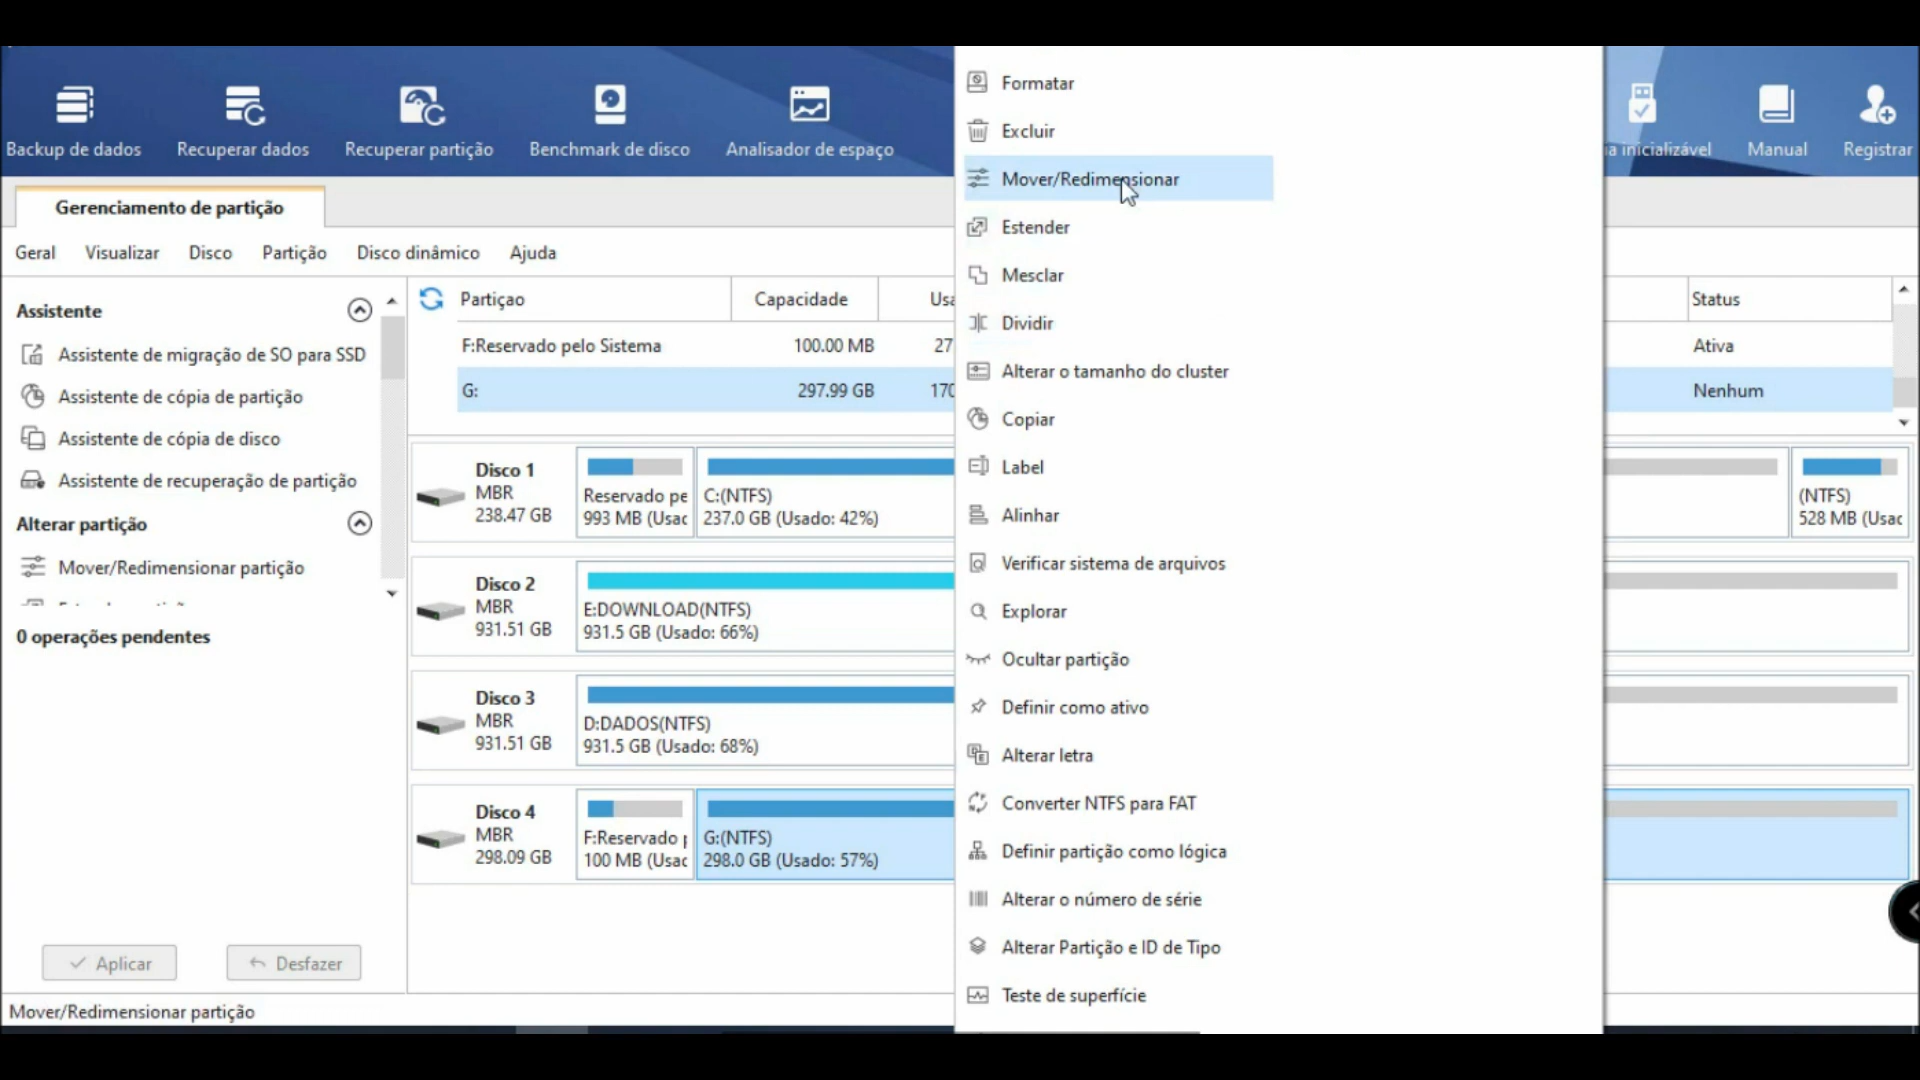 Backup de dados
Recuperar dados
Recuperar partição
Benchmark de disco
Analisador de espaço
inicializável
Manual
Registrar
Gerenciamento de partição
Geral
Visualizar
Disco
Partição
Disco dinâmico
Ajuda
Assistente
Assistente de migração de SO para SSD
Assistente de cópia de partição
Assistente de cópia de disco
Assistente de recuperação de partição
Alterar partição
Mover/Redimensionar partição
0 operações pendentes
Aplicar
Desfazer
Mover/Redimensionar partição
Partiçao Capacidade Usa Status
F:Reservado pelo Sistema 100.00 MB 27 Ativa
G: 297.99 GB 170 Nenhum
Disco 1
MBR
238.47 GB
Reservado pe
993 MB (Usac
C:(NTFS)
237.0 GB (Usado: 42%)
(NTFS)
528 MB (Usac
Disco 2
MBR
931.51 GB
E:DOWNLOAD(NTFS)
931.5 GB (Usado: 66%)
Disco 3
MBR
931.51 GB
D:DADOS(NTFS)
931.5 GB (Usado: 68%)
Disco 4
MBR
298.09 GB
F:Reservado p
100 MB (Usac
G:(NTFS)
298.0 GB (Usado: 57%)
Formatar
Excluir
Mover/Redimensionar
Estender
Mesclar
Dividir
Alterar o tamanho do cluster
Copiar
Label
Alinhar
Verificar sistema de arquivos
Explorar
Ocultar partição
Definir como ativo
Alterar letra
Converter NTFS para FAT
Definir partição como lógica
Alterar o número de série
Alterar Partição e ID de Tipo
Teste de superfície